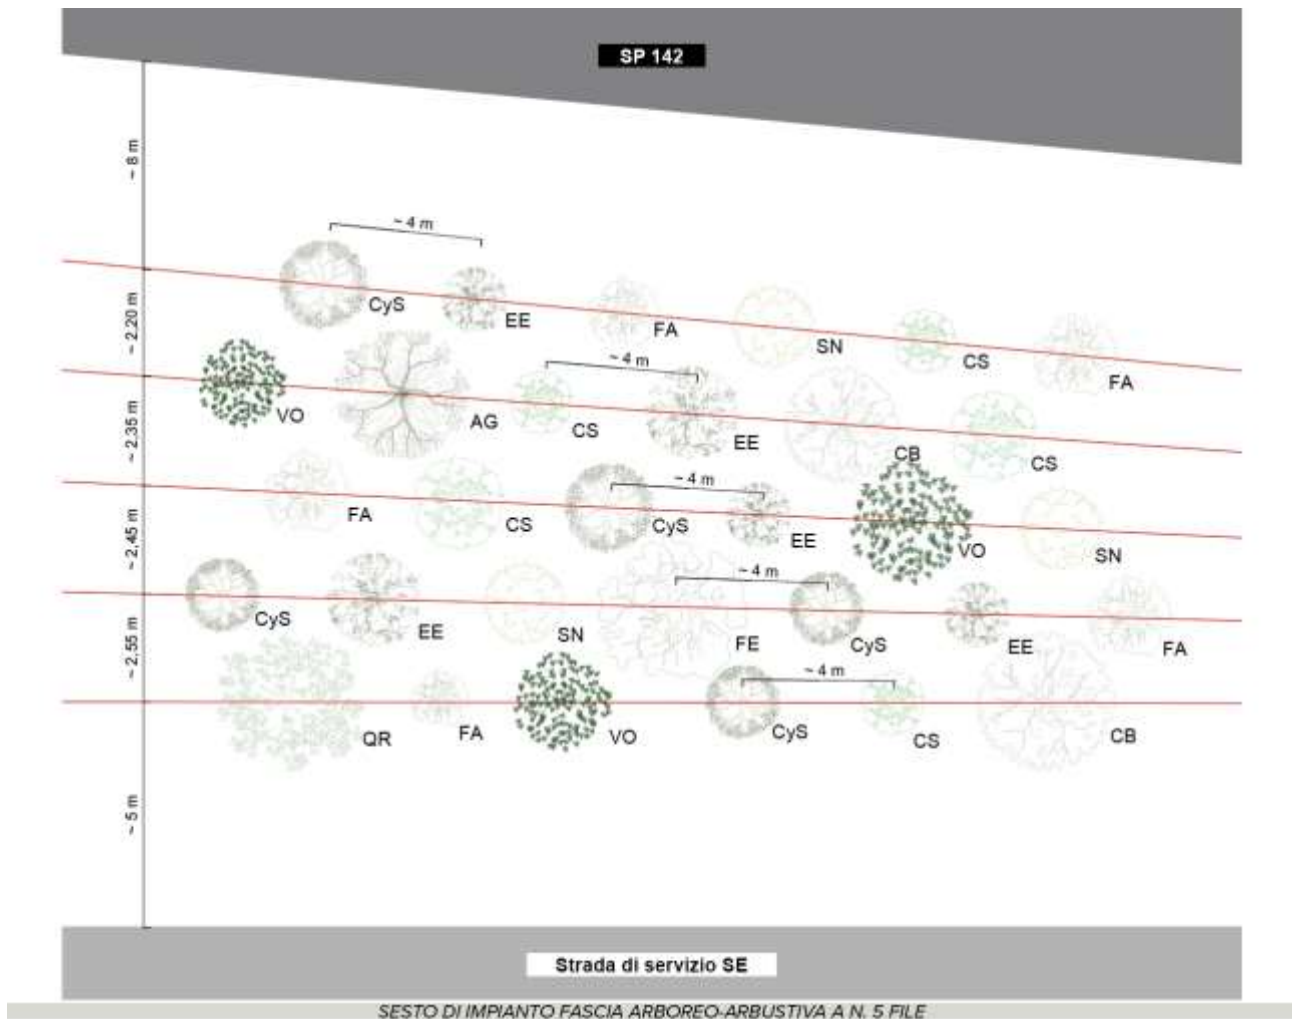 SP 142
~ 8 m
~ 4 m
CyS
EE
FA
SN
CS
FA
~ 2.20 m
~ 4 m
VO
AG
CS
EE
CB
CS
~ 2.35 m
~ 4 m
FA
CS
CyS
EE
VO
SN
~2,45 m
~ 4 m
CyS
EE
SN
FE
CyS
EE
FA
~ 2.55 m
~ 4 m
QR
FA
VO
CyS
CS
CB
~ 5 m
Strada di servizio SE
SESTO DI IMPIANTO FASCIA ARBOREO-ARBUSTIVA A N. 5 FILE